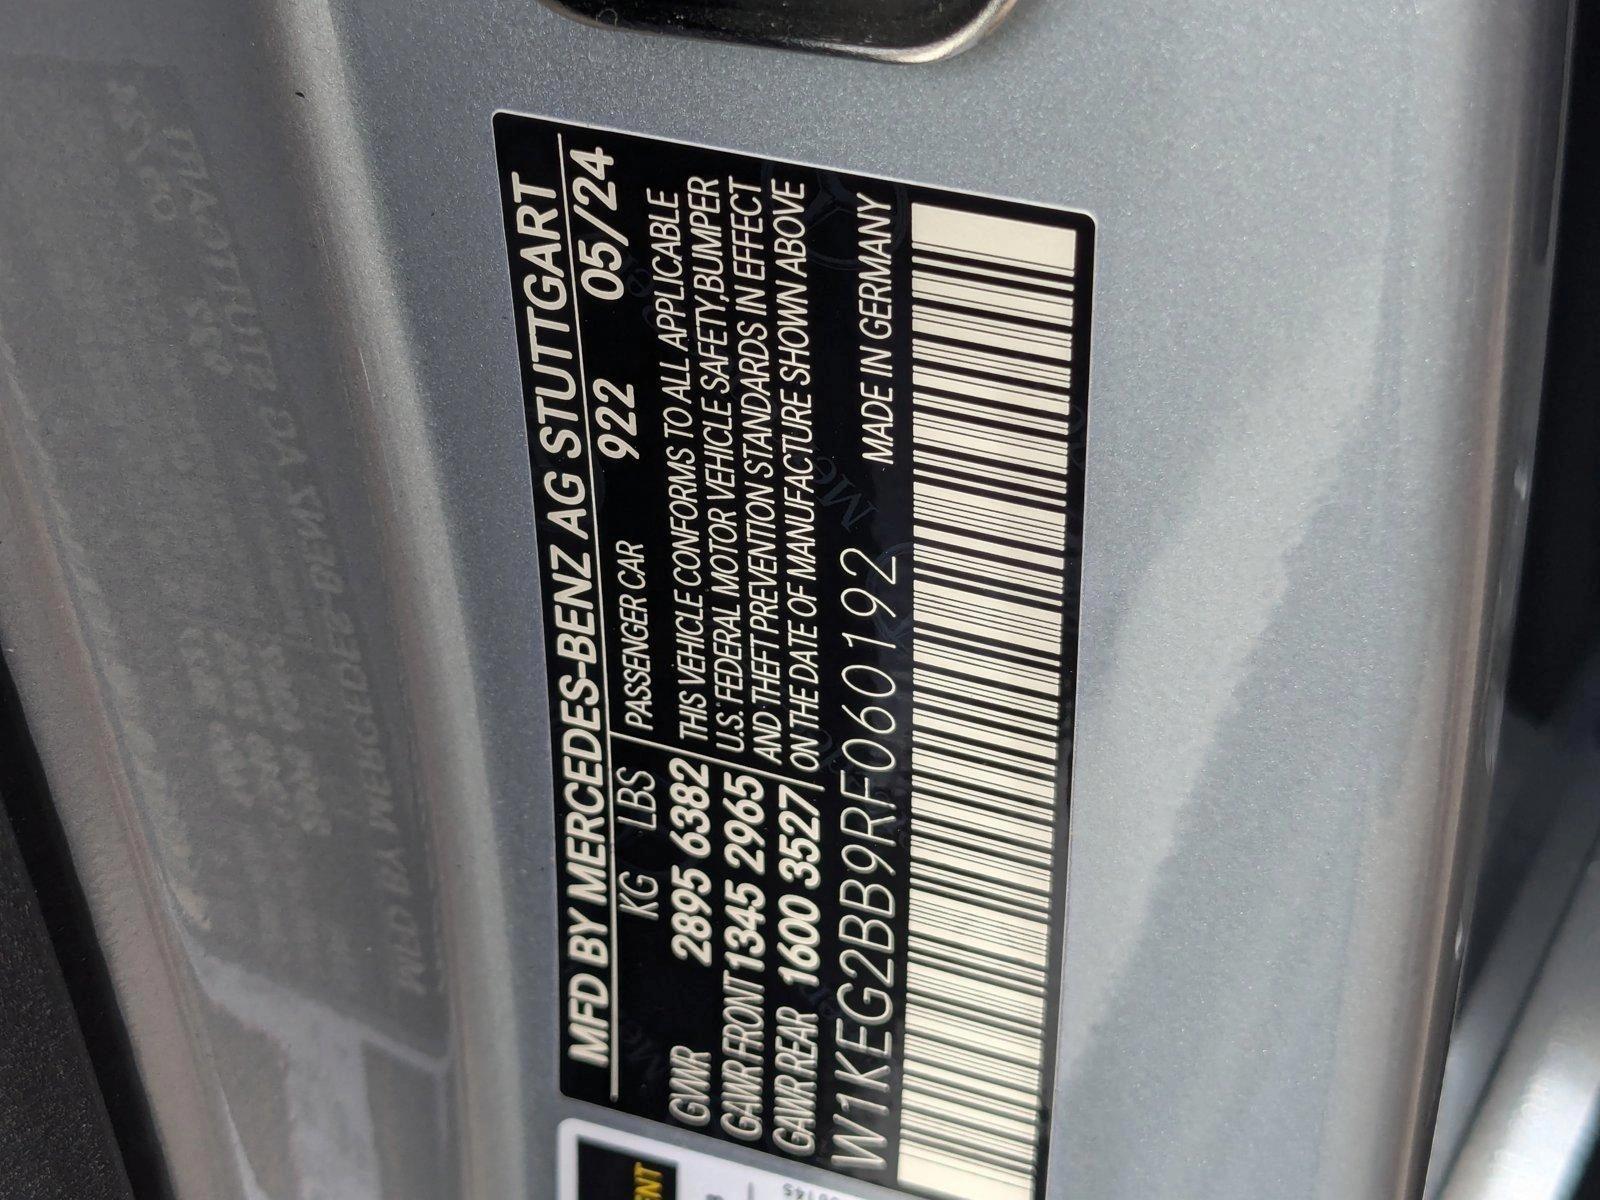 MFD BY MERCEDES-BENZ AG STUTTGART
KG LBS PASSENGER CAR 922 05/24
GVWR 2895 6382 THIS VEHICLE CONFORMS TO ALL APPLICABLE
GAWR FRONT 1345 2965 U.S. FEDERAL MOTOR VEHICLE SAFETY,BUMPER
AND THEFT PREVENTION STANDARDS IN EFFECT
GAWR REAR 1600 3527 ON THE DATE OF MANUFACTURE SHOWN ABOVE
W1KEG2BB9RF060192 MADE IN GERMANY